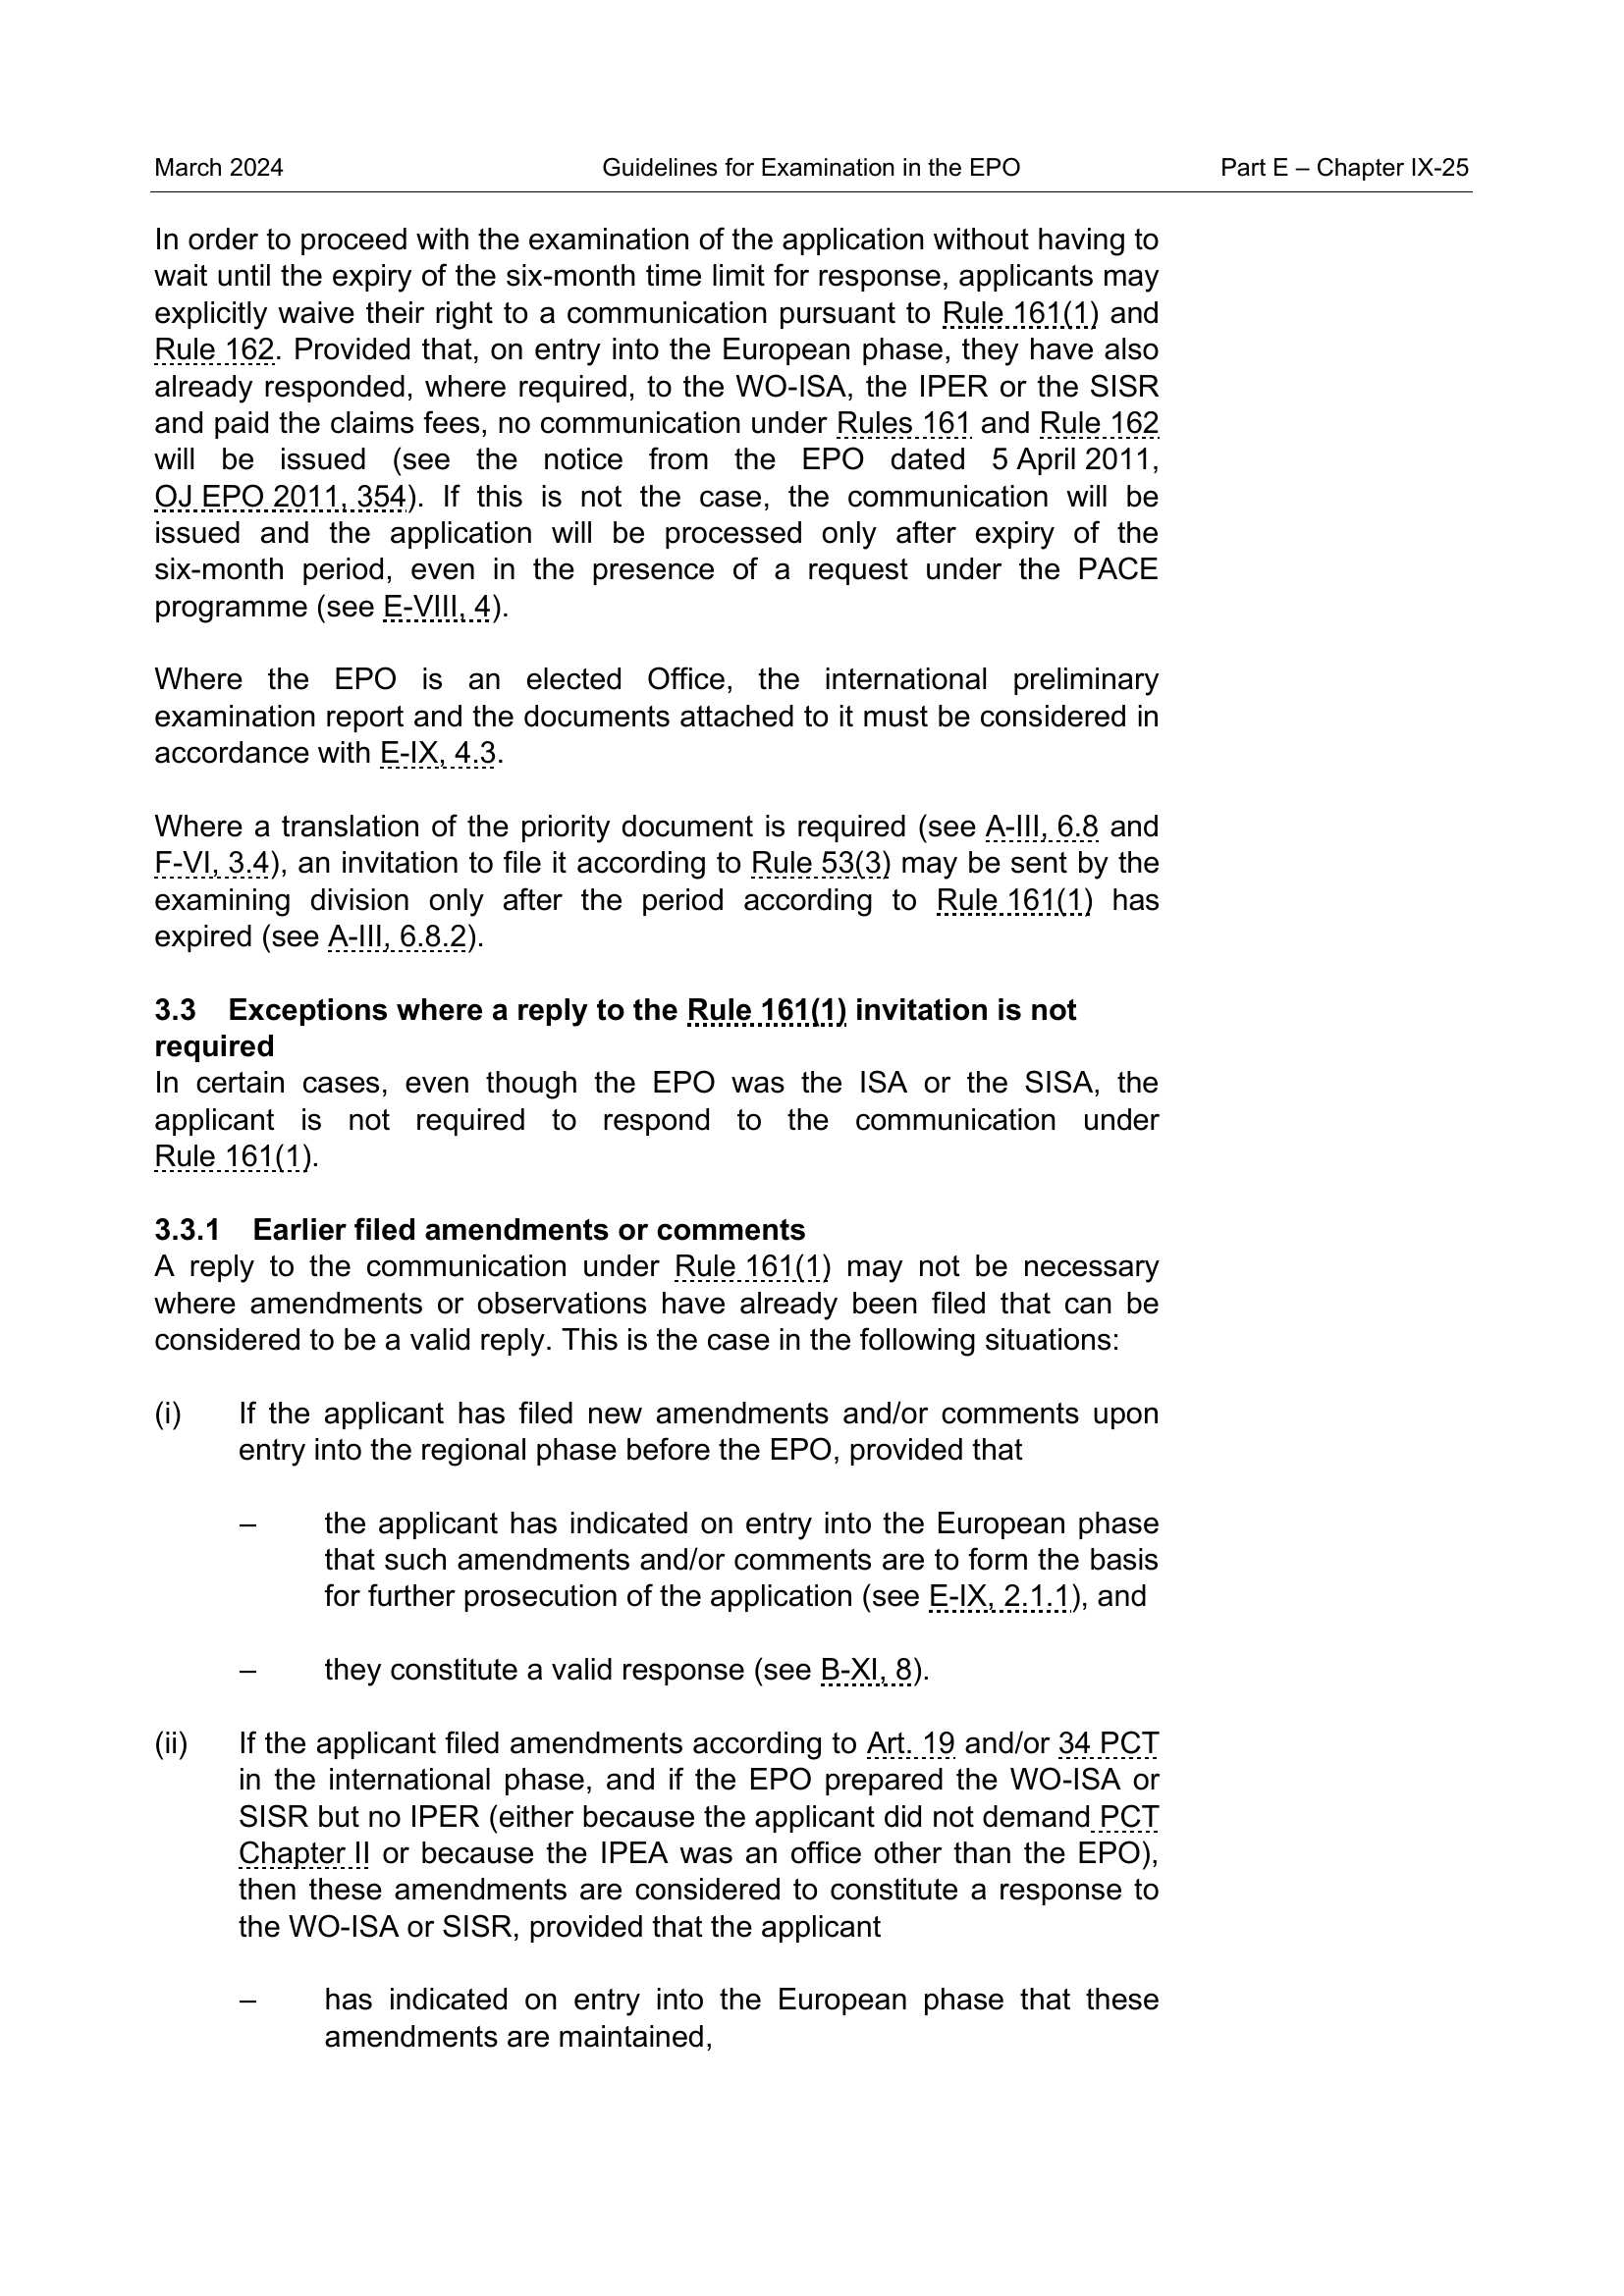 March 2024 Guidelines for Examination in the EPO Part E – Chapter IX-25
In order to proceed with the examination of the application without having to
wait until the expiry of the six-month time limit for response, applicants may
explicitly waive their right to a communication pursuant to Rule 161(1) and
Rule 162. Provided that, on entry into the European phase, they have also
already responded, where required, to the WO-ISA, the IPER or the SISR
and paid the claims fees, no communication under Rules 161 and Rule 162
will be issued (see the notice from the EPO dated 5 April 2011,
OJ EPO 2011, 354). If this is not the case, the communication will be
issued and the application will be processed only after expiry of the
six-month period, even in the presence of a request under the PACE
programme (see E-VIII, 4).
Where the EPO is an elected Office, the international preliminary
examination report and the documents attached to it must be considered in
accordance with E-IX, 4.3.
Where a translation of the priority document is required (see A-III, 6.8 and
F-VI, 3.4), an invitation to file it according to Rule 53(3) may be sent by the
examining division only after the period according to Rule 161(1) has
expired (see A-III, 6.8.2).
3.3 Exceptions where a reply to the Rule 161(1) invitation is not
required
In certain cases, even though the EPO was the ISA or the SISA, the
applicant is not required to respond to the communication under
Rule 161(1).
3.3.1 Earlier filed amendments or comments
A reply to the communication under Rule 161(1) may not be necessary
where amendments or observations have already been filed that can be
considered to be a valid reply. This is the case in the following situations:
(i) If the applicant has filed new amendments and/or comments upon
entry into the regional phase before the EPO, provided that
– the applicant has indicated on entry into the European phase
that such amendments and/or comments are to form the basis
for further prosecution of the application (see E-IX, 2.1.1), and
– they constitute a valid response (see B-XI, 8).
(ii) If the applicant filed amendments according to Art. 19 and/or 34 PCT
in the international phase, and if the EPO prepared the WO-ISA or
SISR but no IPER (either because the applicant did not demand PCT
Chapter II or because the IPEA was an office other than the EPO),
then these amendments are considered to constitute a response to
the WO-ISA or SISR, provided that the applicant
– has indicated on entry into the European phase that these
amendments are maintained,